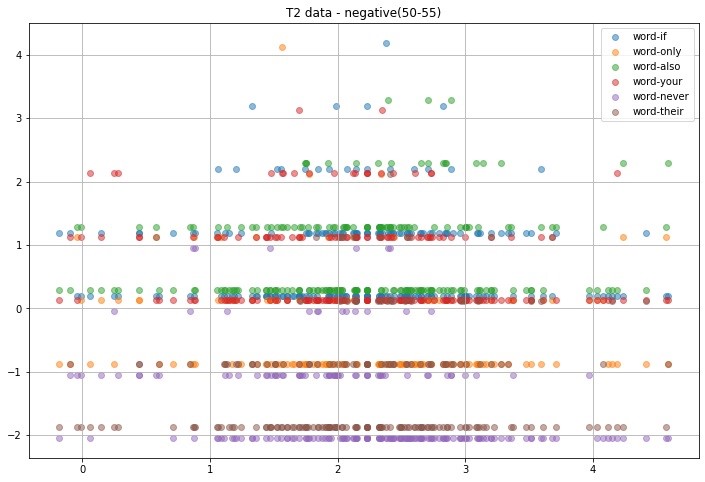 T2 data - negative(50-55)
word-if
word-only
word-also
word-your
word-never
word-their
4
3
2
1
0
−1
−2
0 1 2 3 4